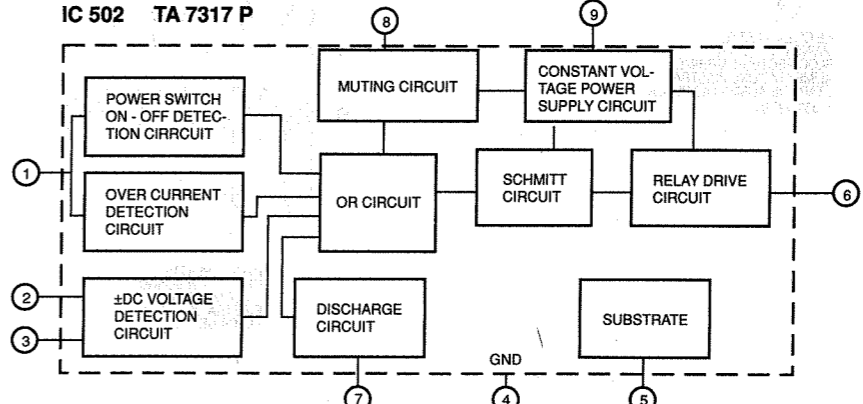 IC 502 TA 7317 P
8
9
MUTING CIRCUIT
CONSTANT VOL-
TAGE POWER
SUPPLY CIRCUIT
POWER SWITCH
ON - OFF DETEC-
TION CIRRCUIT
1
OVER CURRENT
DETECTION
CIRCUIT
OR CIRCUIT
SCHMITT
CIRCUIT
RELAY DRIVE
CIRCUIT
6
2
3
±DC VOLTAGE
DETECTION
CIRCUIT
DISCHARGE
CIRCUIT
SUBSTRATE
GND
7
4
5